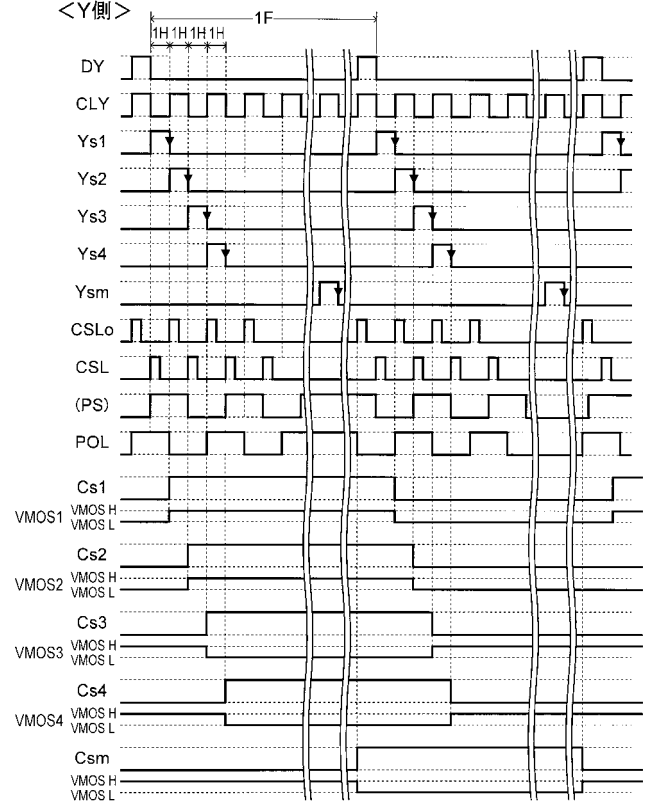 <Y側>
1F
1H 1H 1H 1H
DY
CLY
Ys1
Ys2
Ys3
Ys4
Ysm
CSLo
CSL
(PS)
POL
Cs1
VMOS1 VMOS H
VMOS L
Cs2
VMOS2 VMOS H
VMOS L
Cs3
VMOS3 VMOS H
VMOS L
Cs4
VMOS4 VMOS H
VMOS L
Csm
VMOS H
VMOS L